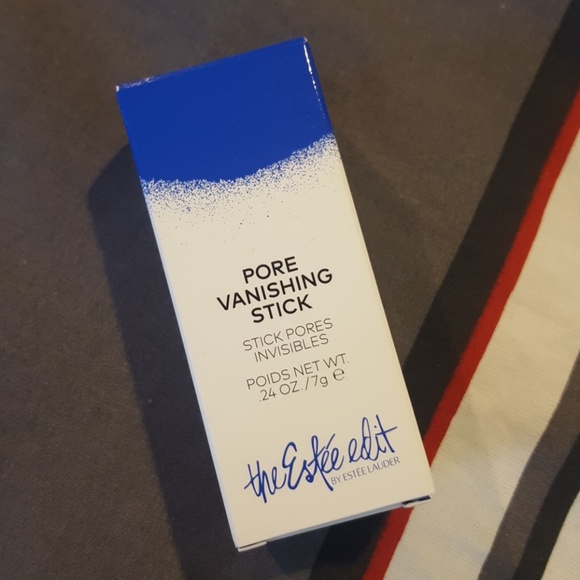 PORE
VANISHING
STICK
STICK PORES
INVISIBLES
POIDS NET WT.
.24 OZ./7g ℮
the Estée edit
BY ESTĒE LAUDER